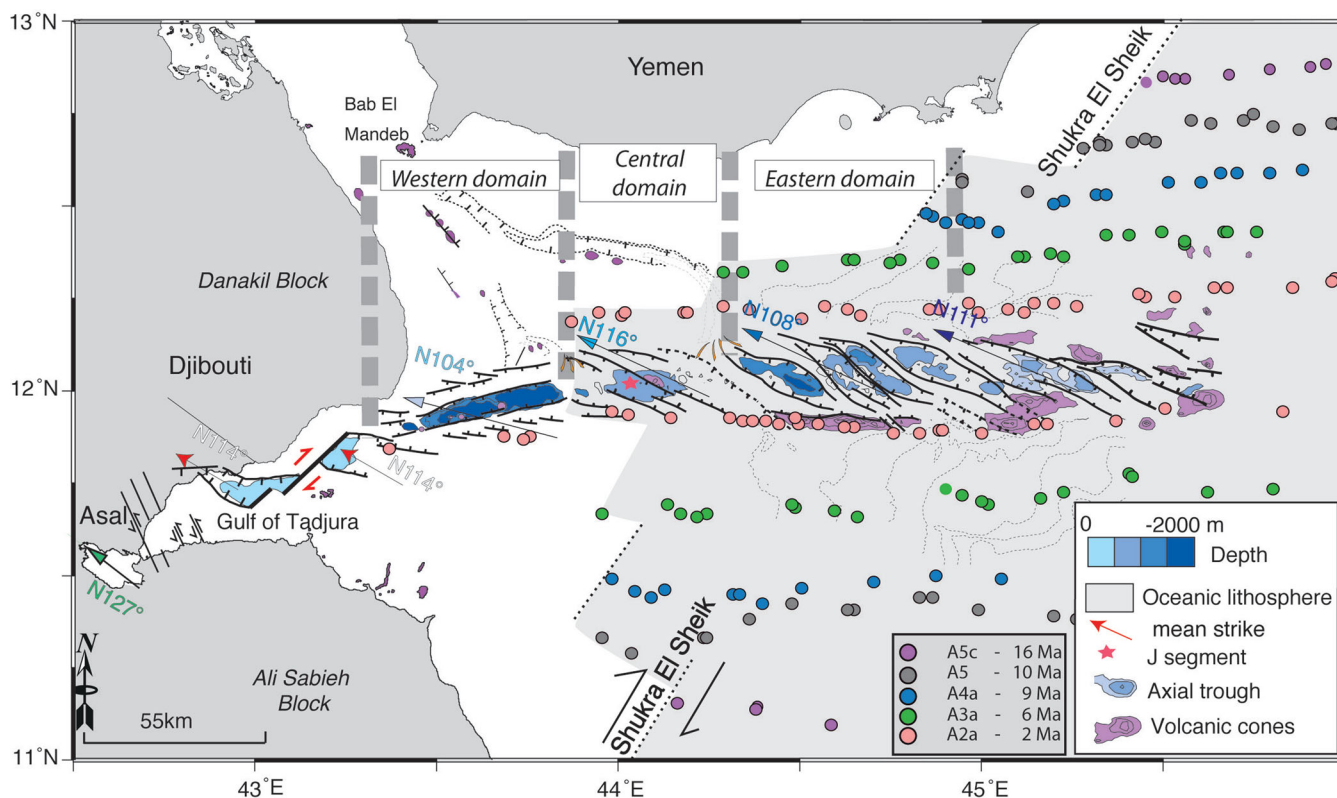 13°N
12°N
11°N
43°E
44°E
45°E
Yemen
Bab El
Mandeb
Shukra El Sheik
Western domain
Central
domain
Eastern domain
Danakil Block
Djibouti
N104°
N116°
N108°
N111°
N114°
N114°
Asal
Gulf of Tadjura
N127°
N
Ali Sabieh
Block
55km
Shukra El Sheik
A5c - 16 Ma
A5 - 10 Ma
A4a - 9 Ma
A3a - 6 Ma
A2a - 2 Ma
0 -2000 m
Depth
Oceanic lithosphere
mean strike
J segment
Axial trough
Volcanic cones